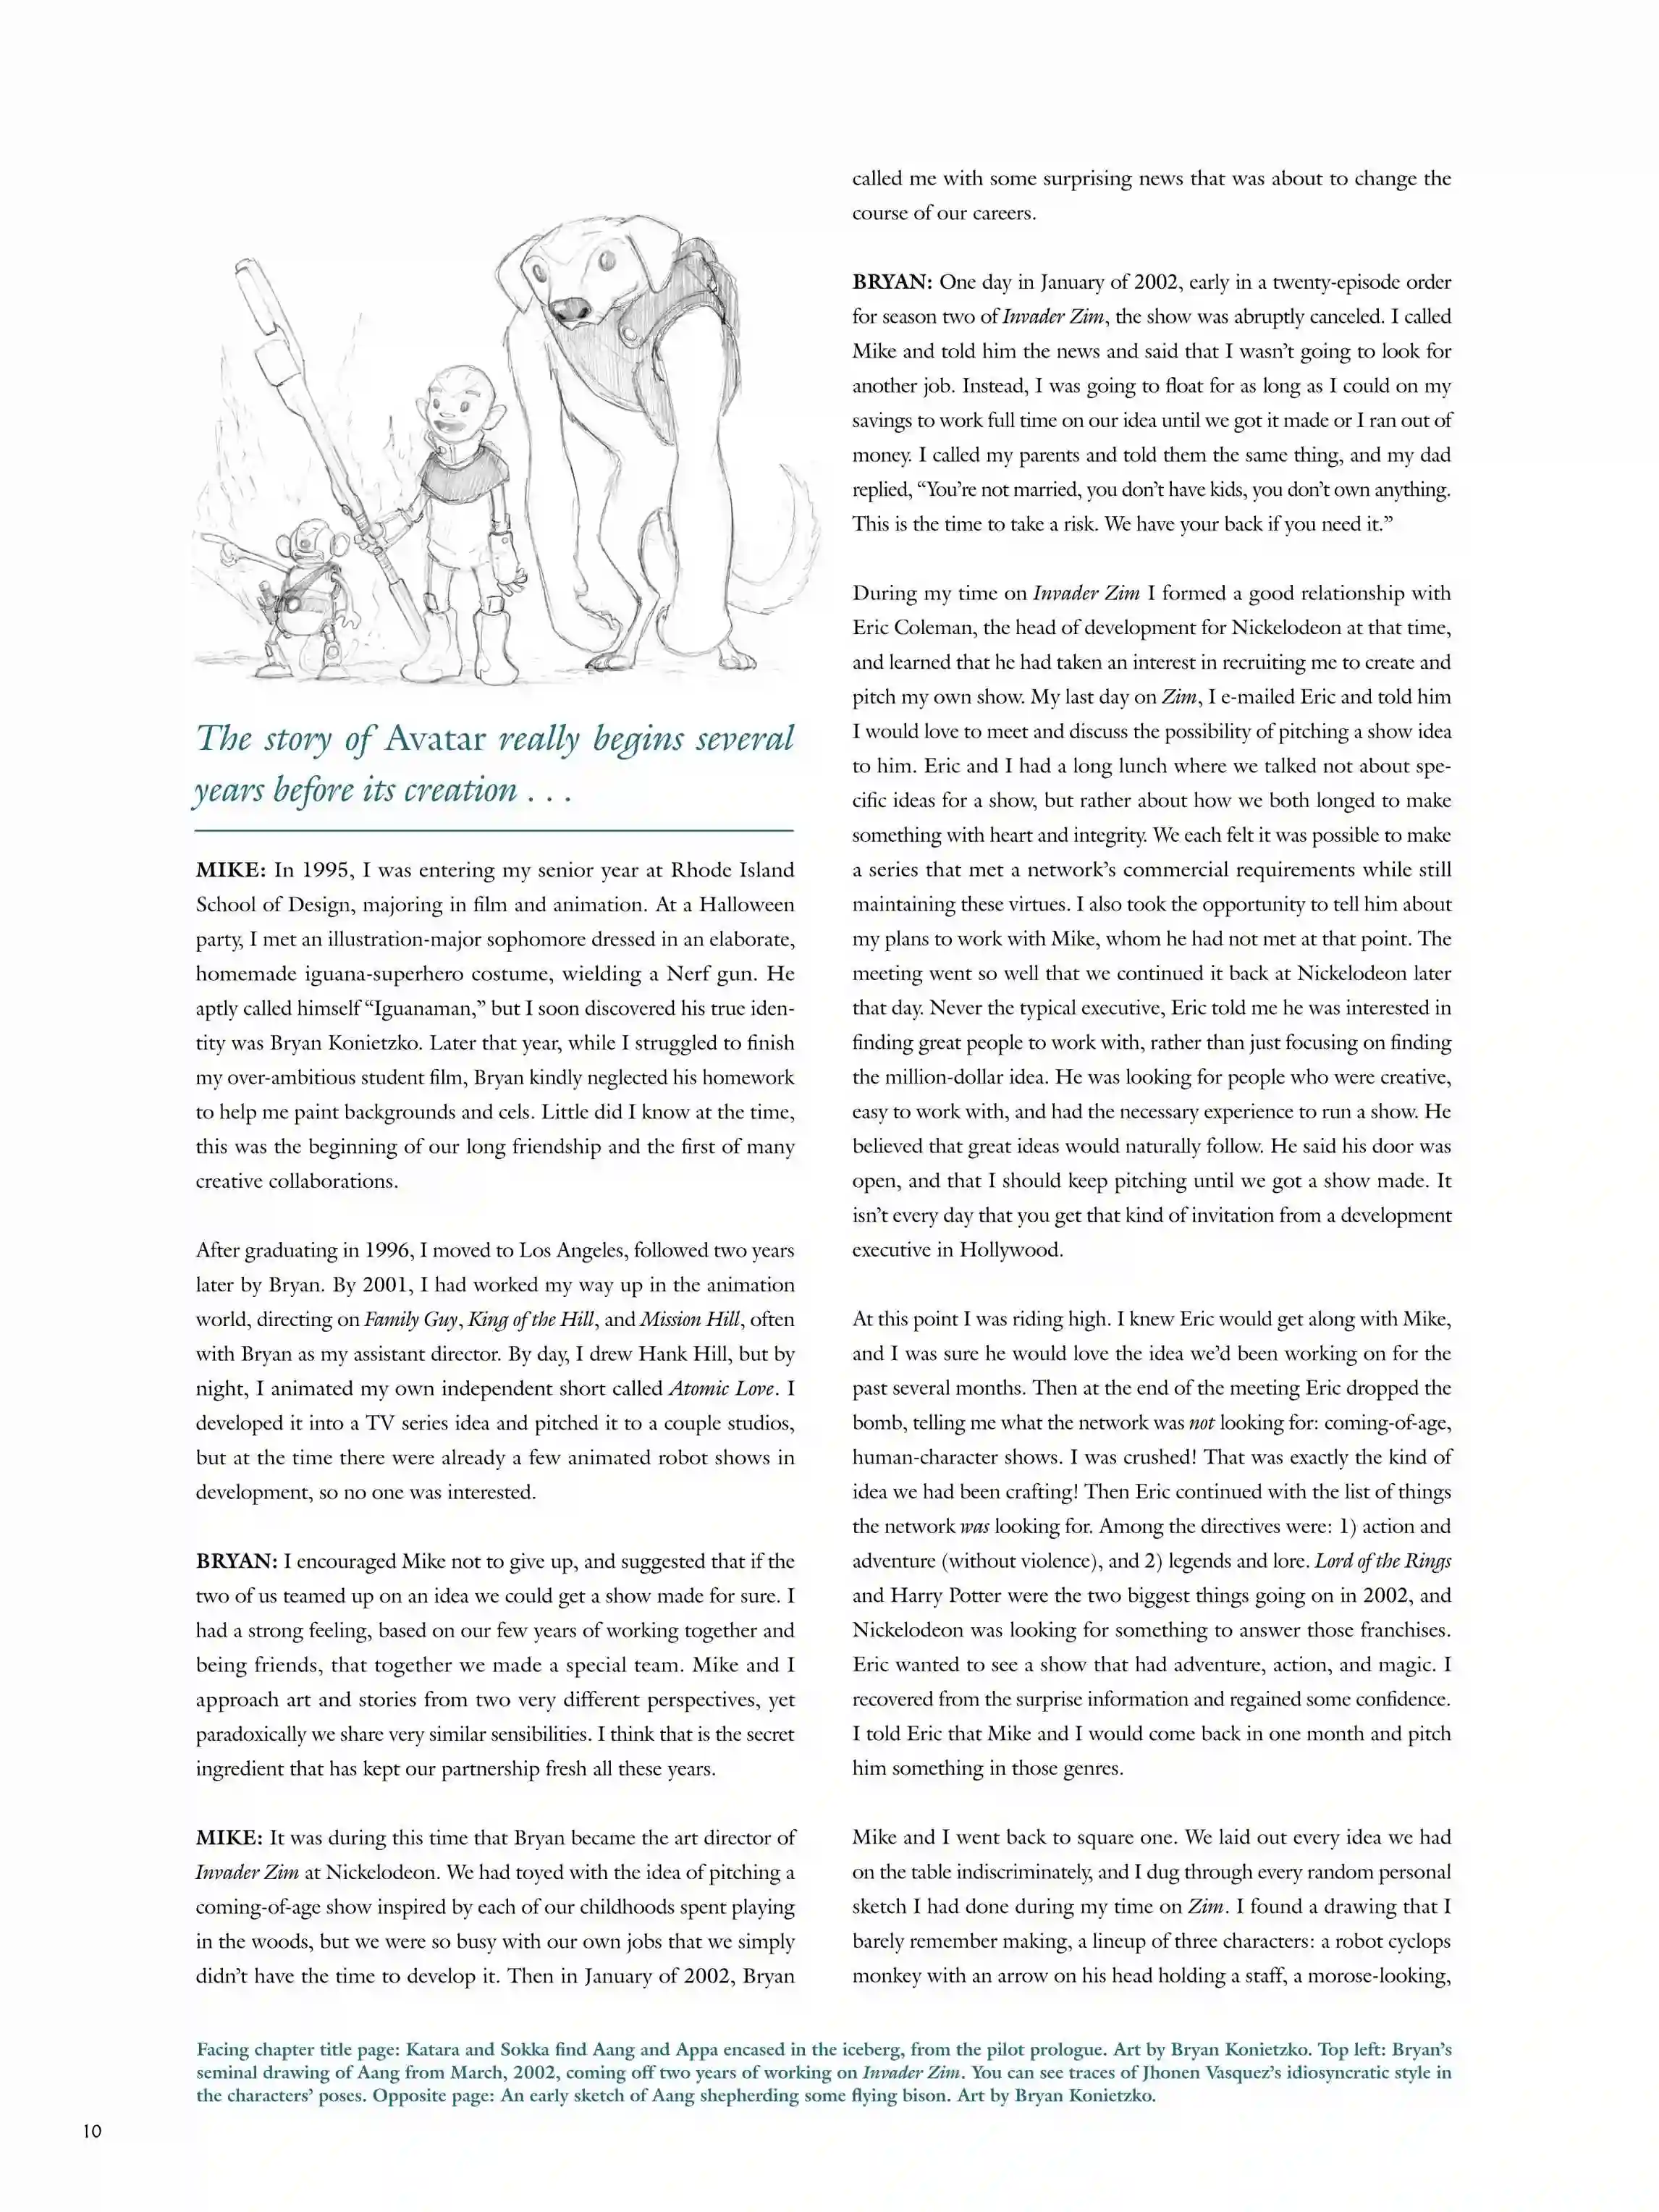 The story of Avatar really begins several
years before its creation . . .
MIKE: In 1995, I was entering my senior year at Rhode Island
School of Design, majoring in film and animation. At a Halloween
party, I met an illustration-major sophomore dressed in an elaborate,
homemade iguana-superhero costume, wielding a Nerf gun. He
aptly called himself “Iguanaman,” but I soon discovered his true iden-
tity was Bryan Konietzko. Later that year, while I struggled to finish
my over-ambitious student film, Bryan kindly neglected his homework
to help me paint backgrounds and cels. Little did I know at the time,
this was the beginning of our long friendship and the first of many
creative collaborations.
After graduating in 1996, I moved to Los Angeles, followed two years
later by Bryan. By 2001, I had worked my way up in the animation
world, directing on Family Guy, King of the Hill, and Mission Hill, often
with Bryan as my assistant director. By day, I drew Hank Hill, but by
night, I animated my own independent short called Atomic Love. I
developed it into a TV series idea and pitched it to a couple studios,
but at the time there were already a few animated robot shows in
development, so no one was interested.
BRYAN: I encouraged Mike not to give up, and suggested that if the
two of us teamed up on an idea we could get a show made for sure. I
had a strong feeling, based on our few years of working together and
being friends, that together we made a special team. Mike and I
approach art and stories from two very different perspectives, yet
paradoxically we share very similar sensibilities. I think that is the secret
ingredient that has kept our partnership fresh all these years.
MIKE: It was during this time that Bryan became the art director of
Invader Zim at Nickelodeon. We had toyed with the idea of pitching a
coming-of-age show inspired by each of our childhoods spent playing
in the woods, but we were so busy with our own jobs that we simply
didn’t have the time to develop it. Then in January of 2002, Bryan
called me with some surprising news that was about to change the
course of our careers.
BRYAN: One day in January of 2002, early in a twenty-episode order
for season two of Invader Zim, the show was abruptly canceled. I called
Mike and told him the news and said that I wasn’t going to look for
another job. Instead, I was going to float for as long as I could on my
savings to work full time on our idea until we got it made or I ran out of
money. I called my parents and told them the same thing, and my dad
replied, “You’re not married, you don’t have kids, you don’t own anything.
This is the time to take a risk. We have your back if you need it.”
During my time on Invader Zim I formed a good relationship with
Eric Coleman, the head of development for Nickelodeon at that time,
and learned that he had taken an interest in recruiting me to create and
pitch my own show. My last day on Zim, I e-mailed Eric and told him
I would love to meet and discuss the possibility of pitching a show idea
to him. Eric and I had a long lunch where we talked not about spe-
cific ideas for a show, but rather about how we both longed to make
something with heart and integrity. We each felt it was possible to make
a series that met a network’s commercial requirements while still
maintaining these virtues. I also took the opportunity to tell him about
my plans to work with Mike, whom he had not met at that point. The
meeting went so well that we continued it back at Nickelodeon later
that day. Never the typical executive, Eric told me he was interested in
finding great people to work with, rather than just focusing on finding
the million-dollar idea. He was looking for people who were creative,
easy to work with, and had the necessary experience to run a show. He
believed that great ideas would naturally follow. He said his door was
open, and that I should keep pitching until we got a show made. It
isn’t every day that you get that kind of invitation from a development
executive in Hollywood.
At this point I was riding high. I knew Eric would get along with Mike,
and I was sure he would love the idea we’d been working on for the
past several months. Then at the end of the meeting Eric dropped the
bomb, telling me what the network was not looking for: coming-of-age,
human-character shows. I was crushed! That was exactly the kind of
idea we had been crafting! Then Eric continued with the list of things
the network was looking for. Among the directives were: 1) action and
adventure (without violence), and 2) legends and lore. Lord of the Rings
and Harry Potter were the two biggest things going on in 2002, and
Nickelodeon was looking for something to answer those franchises.
Eric wanted to see a show that had adventure, action, and magic. I
recovered from the surprise information and regained some confidence.
I told Eric that Mike and I would come back in one month and pitch
him something in those genres.
Mike and I went back to square one. We laid out every idea we had
on the table indiscriminately, and I dug through every random personal
sketch I had done during my time on Zim. I found a drawing that I
barely remember making, a lineup of three characters: a robot cyclops
monkey with an arrow on his head holding a staff, a morose-looking,
Facing chapter title page: Katara and Sokka find Aang and Appa encased in the iceberg, from the pilot prologue. Art by Bryan Konietzko. Top left: Bryan’s
seminal drawing of Aang from March, 2002, coming off two years of working on Invader Zim. You can see traces of Jhonen Vasquez’s idiosyncratic style in
the characters’ poses. Opposite page: An early sketch of Aang shepherding some flying bison. Art by Bryan Konietzko.
10